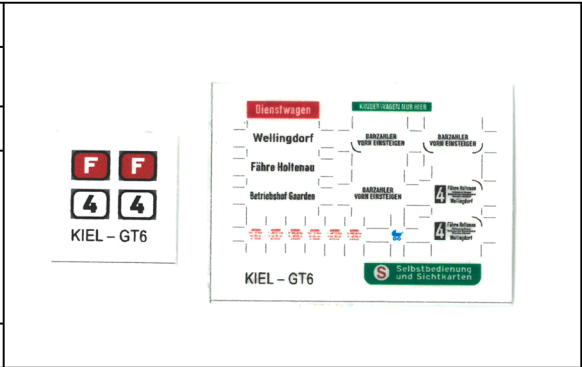 F F
4 4
KIEL – GT6
Dienstwagen
KINDERWAGEN NUR HIER
Wellingdorf
BARZAHLER
VORN EINSTEIGEN
BARZAHLER
VORN EINSTEIGEN
Fähre Holtenau
Betriebshof Gaarden
BARZAHLER
VORN EINSTEIGEN
4 Fähre Holtenau
Wellingdorf
4 Fähre Holtenau
Wellingdorf
KIEL – GT6
S Selbstbedienung
und Sichtkarten